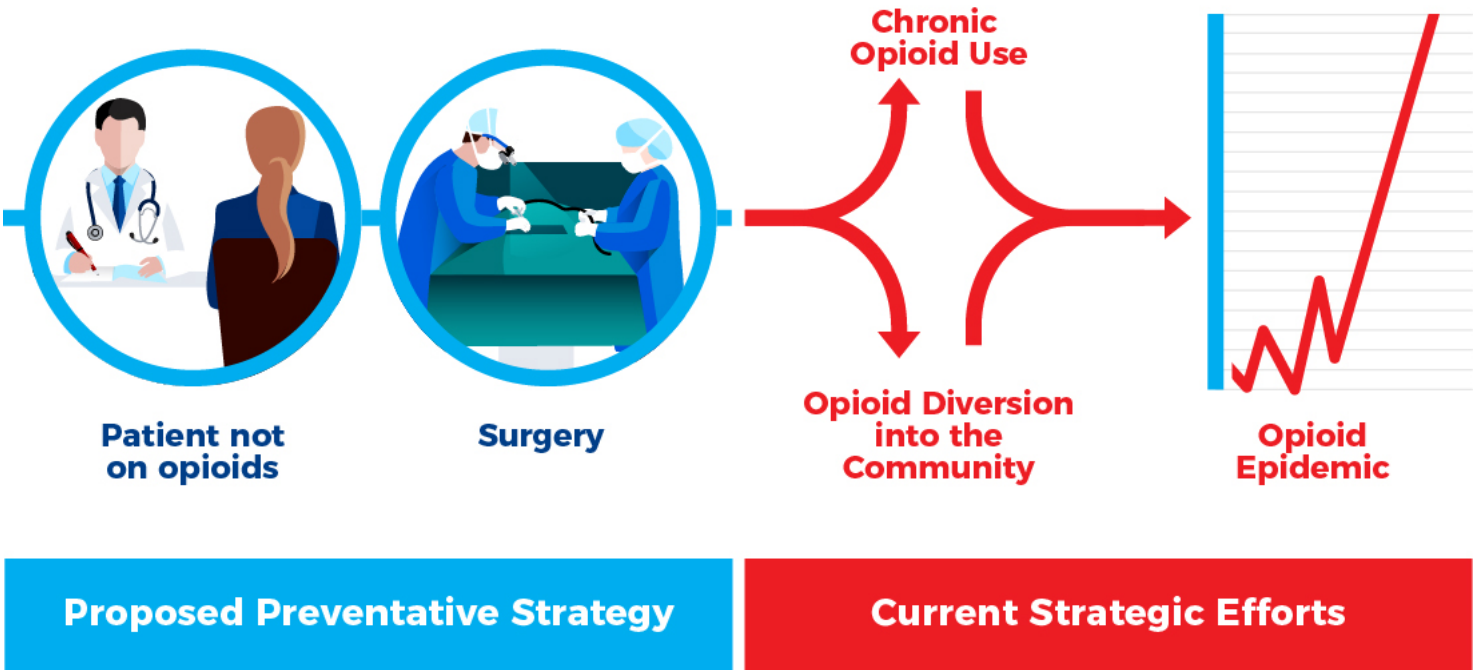 Chronic
Opioid Use
Patient not
on opioids
Surgery
Opioid Diversion
into the
Community
Opioid
Epidemic
Proposed Preventative Strategy
Current Strategic Efforts